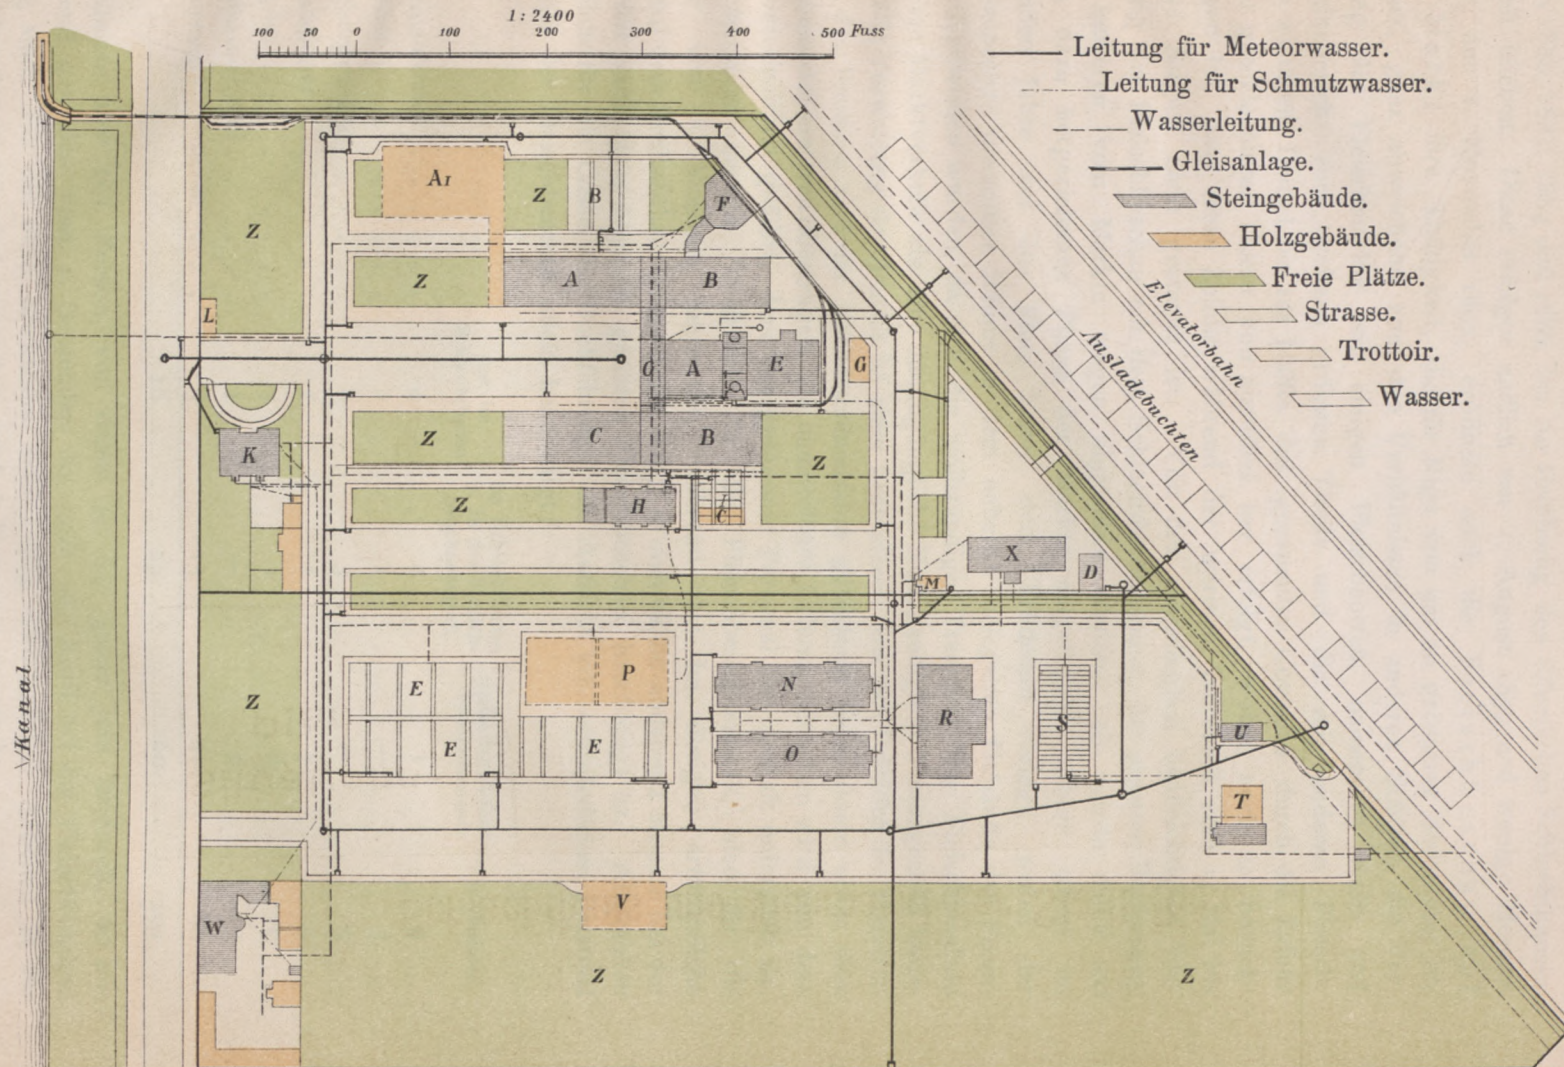 1:2400
100 50 0 100 200 300 400 500 Fuss
Leitung für Meteorwasser.
Leitung für Schmutzwasser.
Wasserleitung.
Gleisanlage.
Steingebäude.
Holzgebäude.
Freie Plätze.
Strasse.
Trottoir.
Wasser.
Elevatorbahn
Ausladebuchten
Kanal
A1
Z
B
F
Z
Z
A
B
L
C
A
E
G
K
Z
C
B
Z
Z
H
C
X
D
M
Z
E
P
N
R
S
E
E
O
U
T
V
W
Z
Z